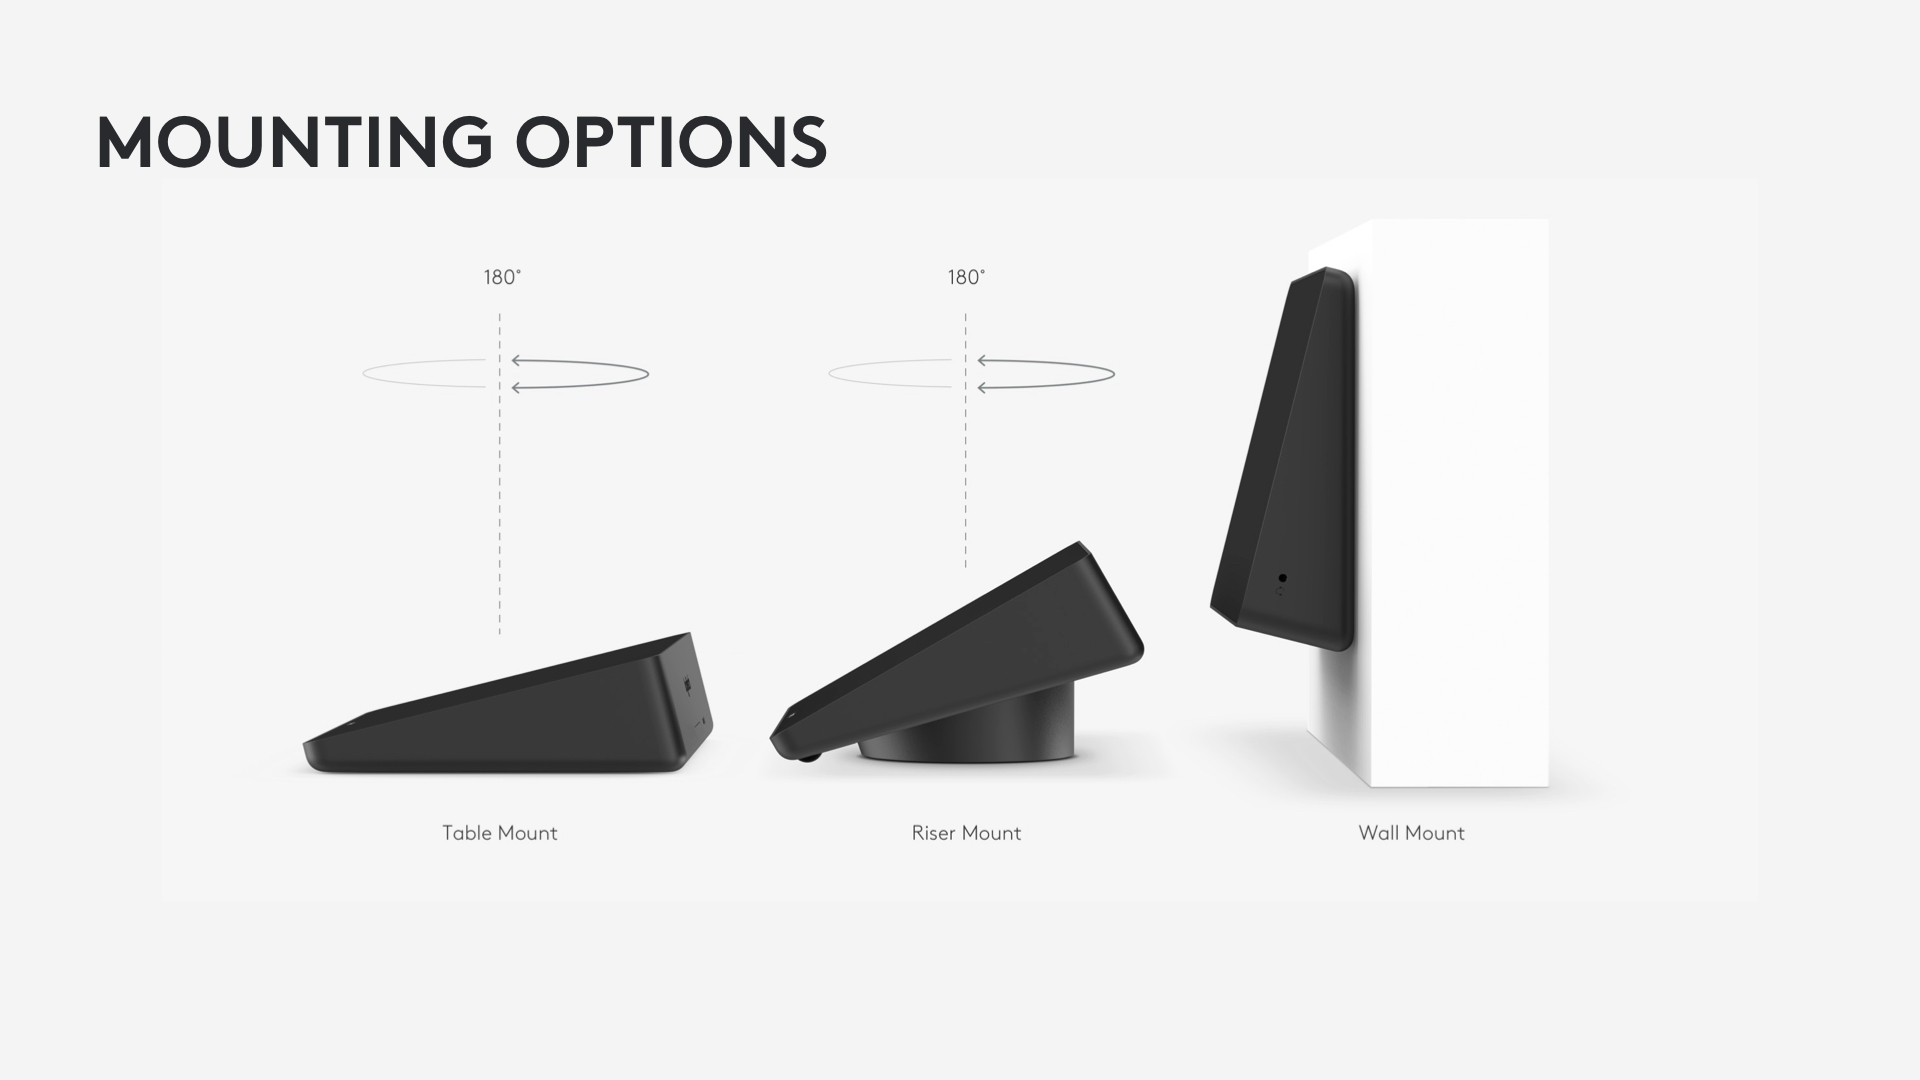 MOUNTING OPTIONS
180°
180°
Table Mount
Riser Mount
Wall Mount